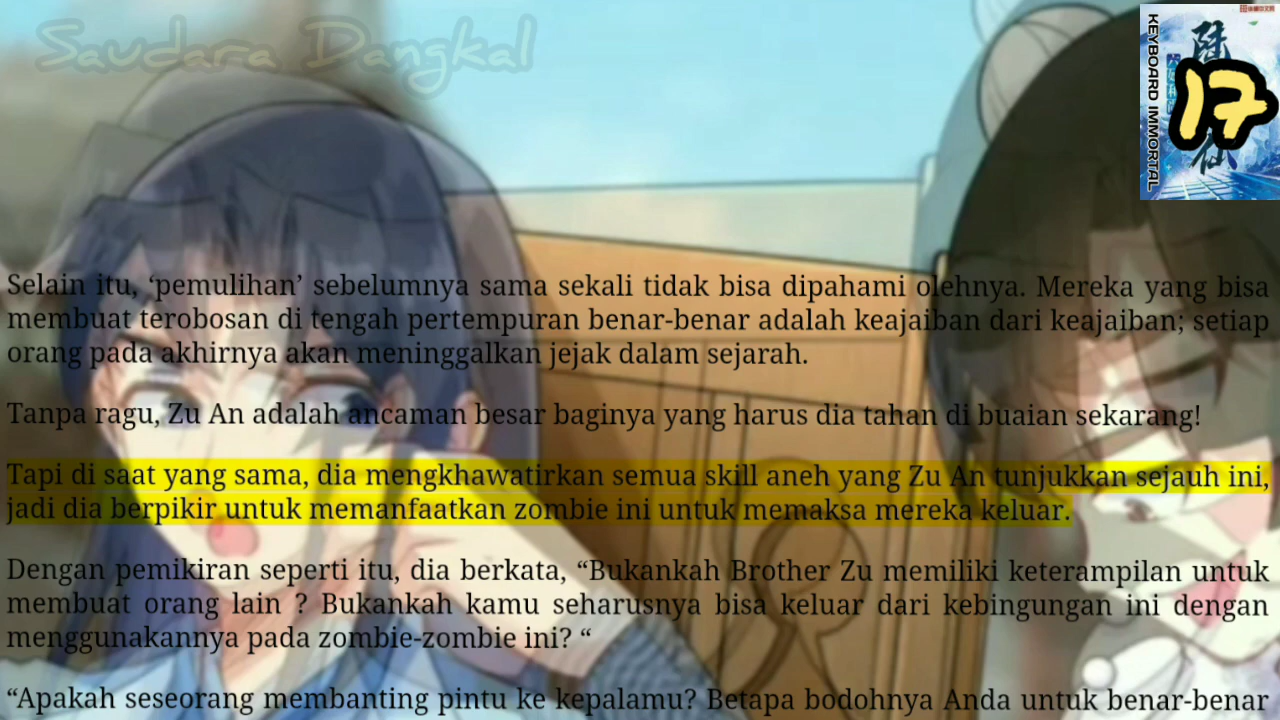 Saudara Dangkal
KEYBOARD IMMORTAL
17
Selain itu, ‘pemulihan’ sebelumnya sama sekali tidak bisa dipahami olehnya. Mereka yang bisa
membuat terobosan di tengah pertempuran benar-benar adalah keajaiban dari keajaiban; setiap
orang pada akhirnya akan meninggalkan jejak dalam sejarah.
Tanpa ragu, Zu An adalah ancaman besar baginya yang harus dia tahan di buaian sekarang!
Tapi di saat yang sama, dia mengkhawatirkan semua skill aneh yang Zu An tunjukkan sejauh ini,
jadi dia berpikir untuk memanfaatkan zombie ini untuk memaksa mereka keluar.
Dengan pemikiran seperti itu, dia berkata, “Bukankah Brother Zu memiliki keterampilan untuk
membuat orang lain ? Bukankah kamu seharusnya bisa keluar dari kebingungan ini dengan
menggunakannya pada zombie-zombie ini? “
“Apakah seseorang membanting pintu ke kepalamu? Betapa bodohnya Anda untuk benar-benar